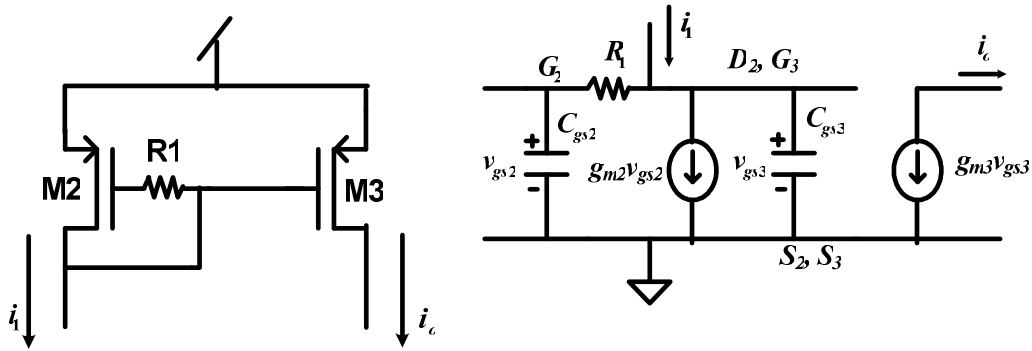 R1
M2
M3
i1
io
i1
io
G2
R1
D2, G3
Cgs2
Cgs3
vgs2
gm2vgs2
vgs3
gm3vgs3
+
-
+
-
S2, S3